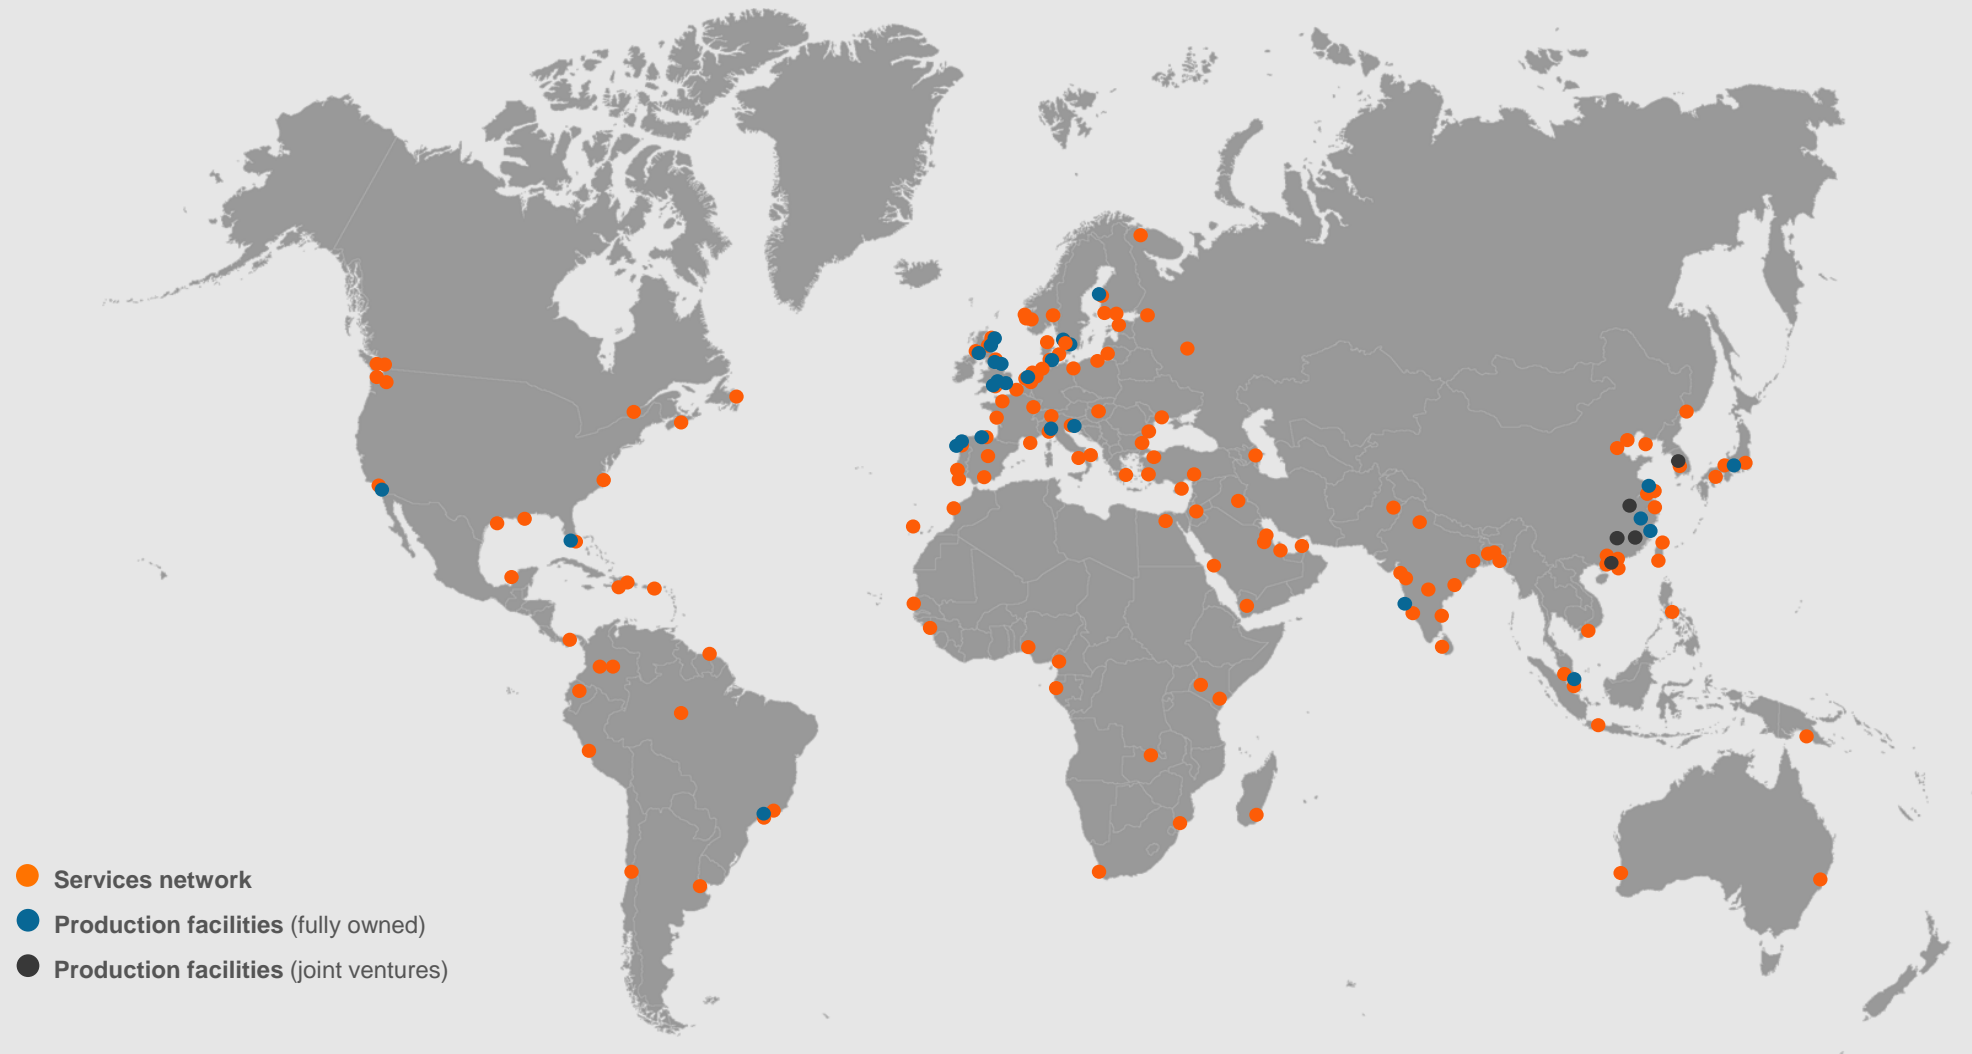 Services network
Production facilities (fully owned)
Production facilities (joint ventures)